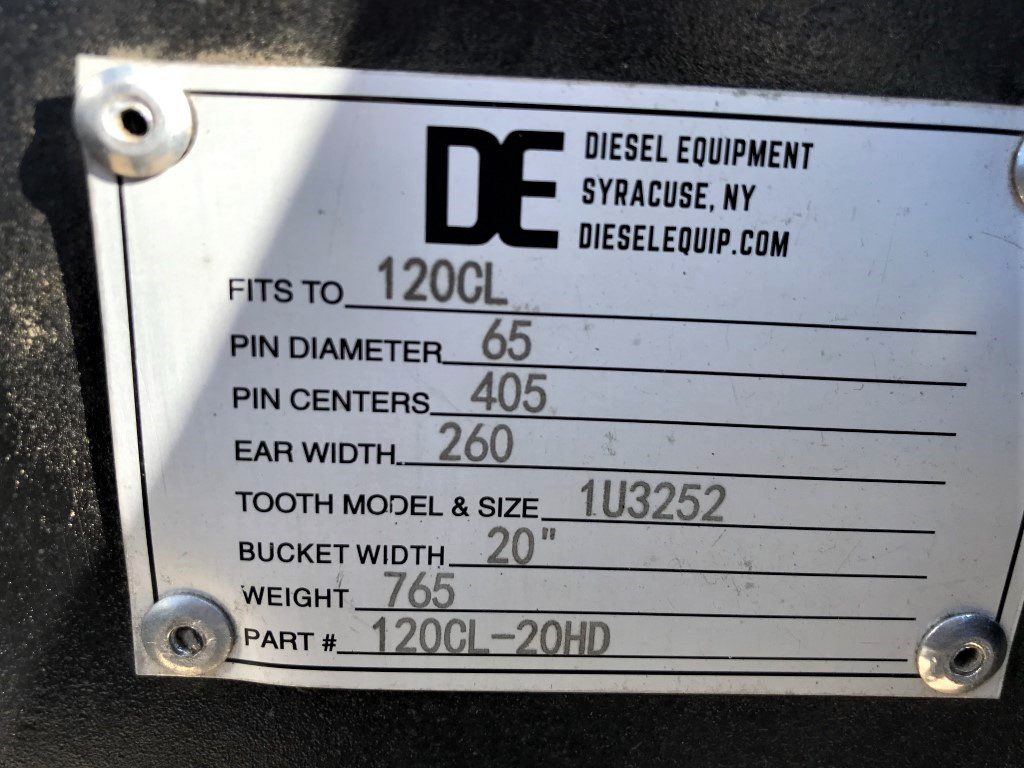 DE
DIESEL EQUIPMENT
SYRACUSE, NY
DIESELEQUIP.COM
FITS TO 120CL
PIN DIAMETER 65
PIN CENTERS 405
EAR WIDTH 260
TOOTH MODEL & SIZE 1U3252
BUCKET WIDTH 20"
WEIGHT 765
PART # 120CL-20HD